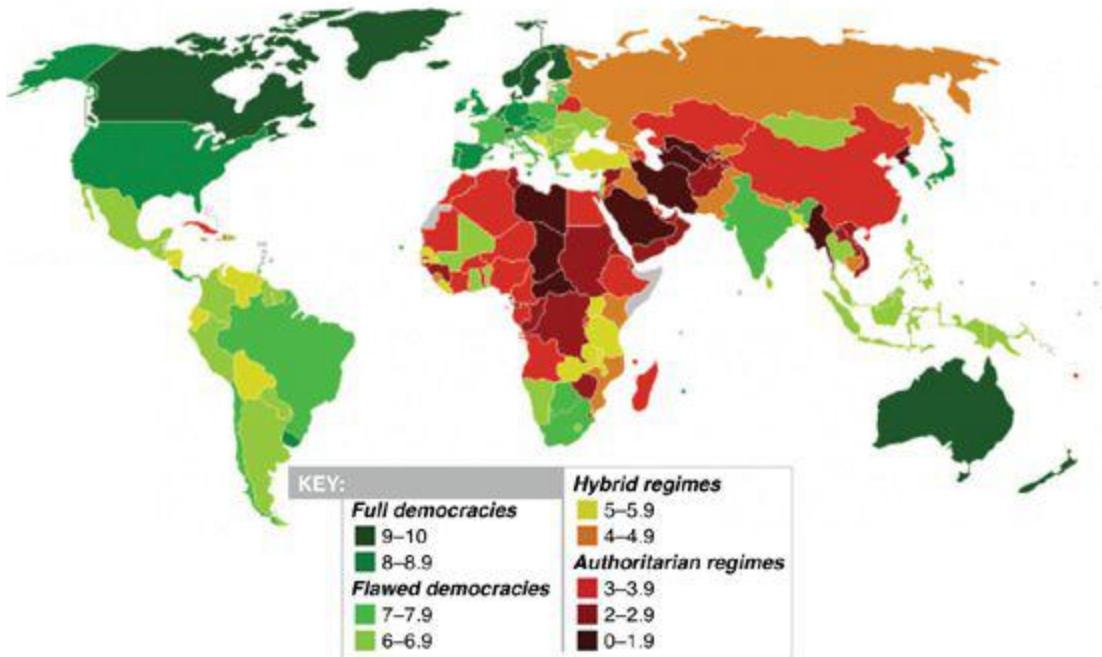 KEY:
Full democracies
9–10
8–8.9
Flawed democracies
7–7.9
6–6.9
Hybrid regimes
5–5.9
4–4.9
Authoritarian regimes
3–3.9
2–2.9
0–1.9